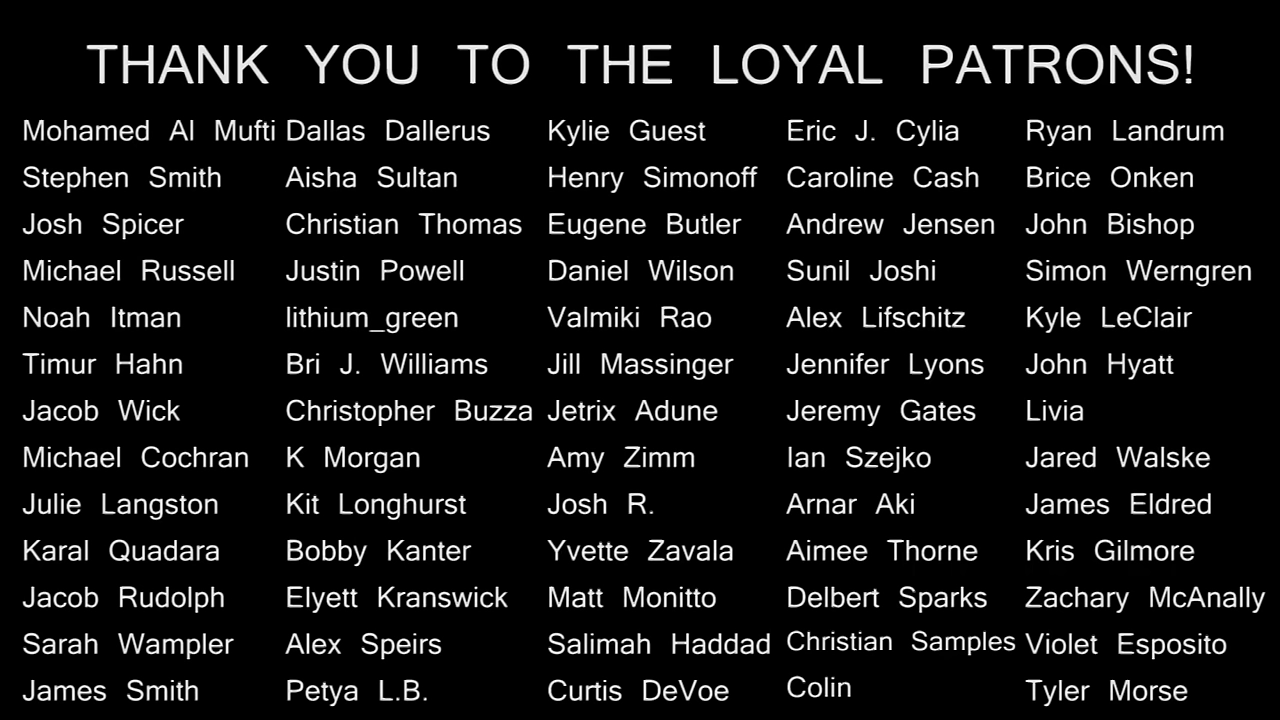 THANK YOU TO THE LOYAL PATRONS!
Mohamed Al Mufti Dallas Dallerus Kylie Guest Eric J. Cylia Ryan Landrum
Stephen Smith Aisha Sultan Henry Simonoff Caroline Cash Brice Onken
Josh Spicer Christian Thomas Eugene Butler Andrew Jensen John Bishop
Michael Russell Justin Powell Daniel Wilson Sunil Joshi Simon Werngren
Noah Itman lithium_green Valmiki Rao Alex Lifschitz Kyle LeClair
Timur Hahn Bri J. Williams Jill Massinger Jennifer Lyons John Hyatt
Jacob Wick Christopher Buzza Jetrix Adune Jeremy Gates Livia
Michael Cochran K Morgan Amy Zimm Ian Szejko Jared Walske
Julie Langston Kit Longhurst Josh R. Arnar Aki James Eldred
Karal Quadara Bobby Kanter Yvette Zavala Aimee Thorne Kris Gilmore
Jacob Rudolph Elyett Kranswick Matt Monitto Delbert Sparks Zachary McAnally
Sarah Wampler Alex Speirs Salimah Haddad Christian Samples Violet Esposito
James Smith Petya L.B. Curtis DeVoe Colin Tyler Morse